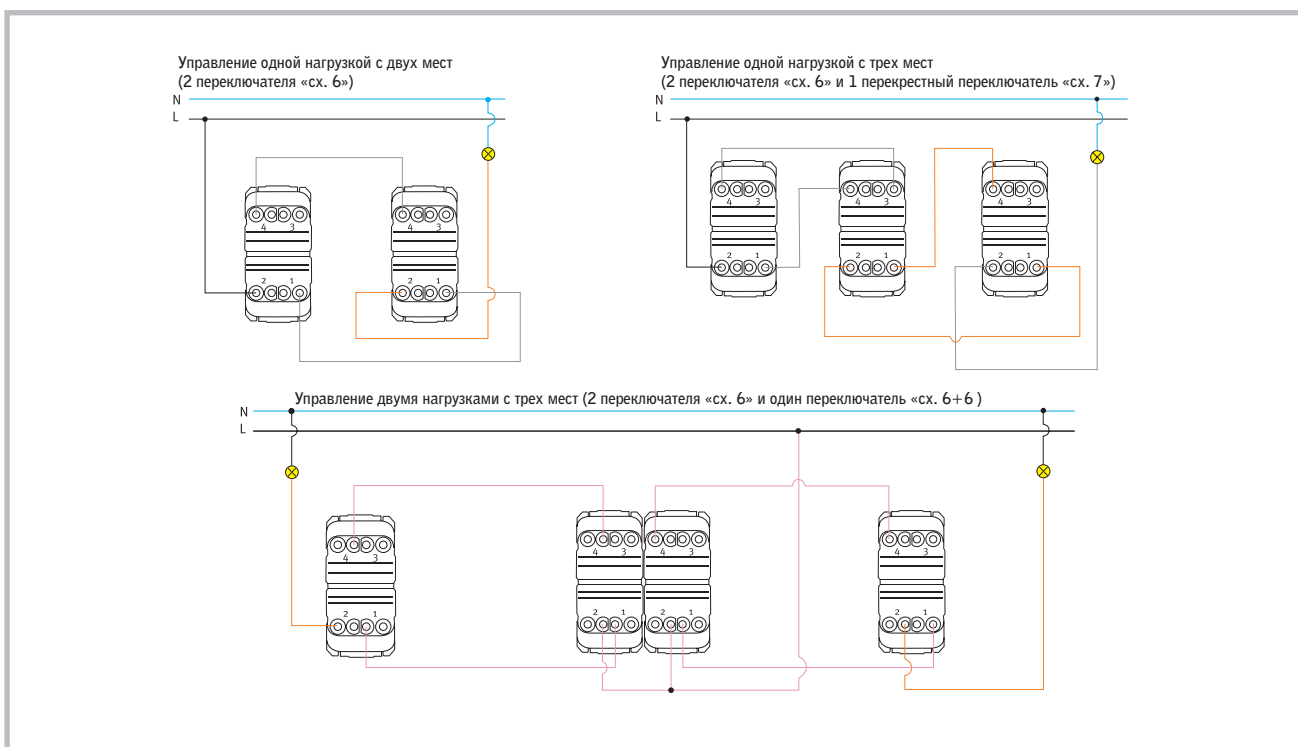 Управление одной нагрузкой с двух мест
(2 переключателя «сх. 6»)
N
L
4 3
2 1
4 3
2 1
Управление одной нагрузкой с трех мест
(2 переключателя «сх. 6» и 1 перекрестный переключатель «сх. 7»)
N
L
4 3
2 1
4 3
2 1
4 3
2 1
Управление двумя нагрузками с трех мест (2 переключателя «сх. 6» и один переключатель «сх. 6+6 )
N
L
4 3
2 1
4 3
2 1
4 3
2 1
4 3
2 1